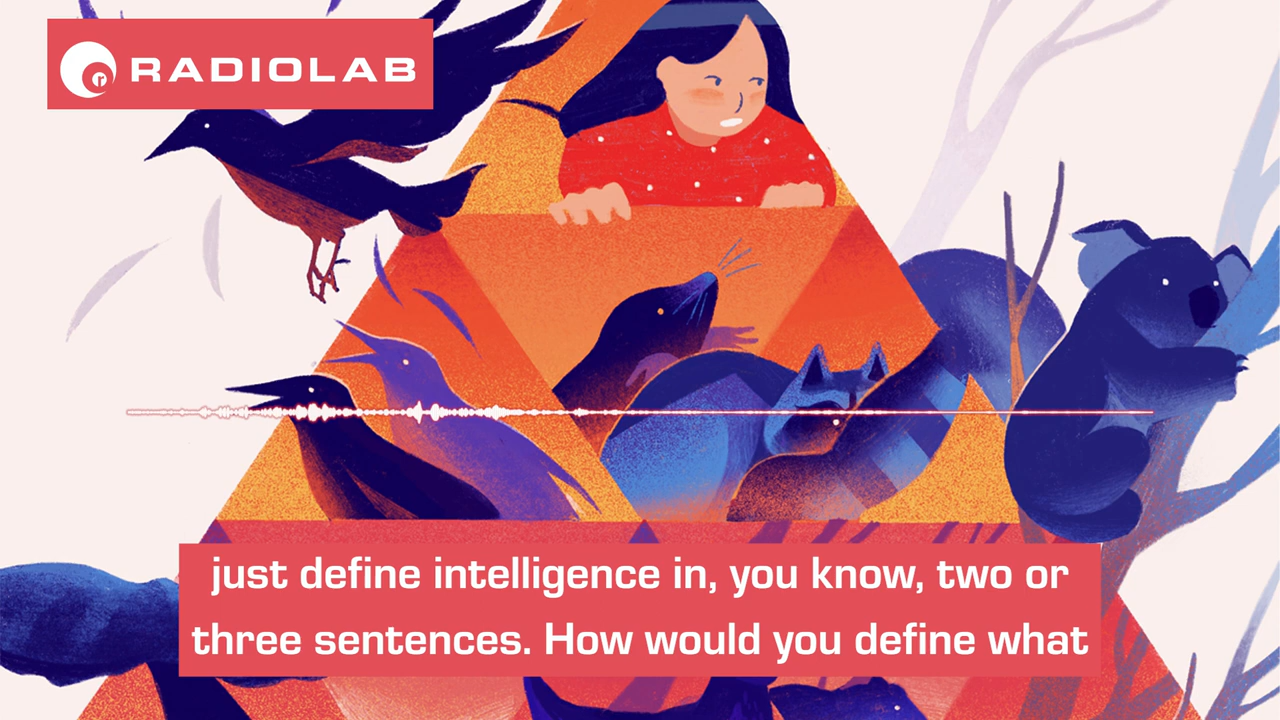 RADIOLAB
just define intelligence in, you know, two or
three sentences. How would you define what